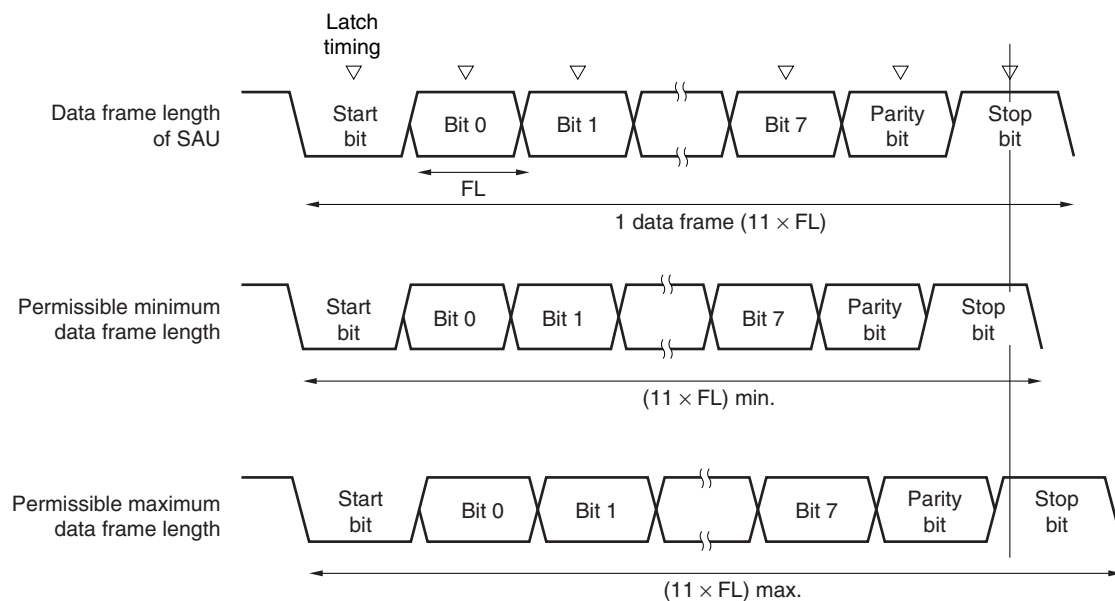 Latch
timing
Data frame length
of SAU
Start
bit
Bit 0
Bit 1
Bit 7
Parity
bit
Stop
bit
FL
1 data frame (11 × FL)
Permissible minimum
data frame length
Start
bit
Bit 0
Bit 1
Bit 7
Parity
bit
Stop
bit
(11 × FL) min.
Permissible maximum
data frame length
Start
bit
Bit 0
Bit 1
Bit 7
Parity
bit
Stop
bit
(11 × FL) max.